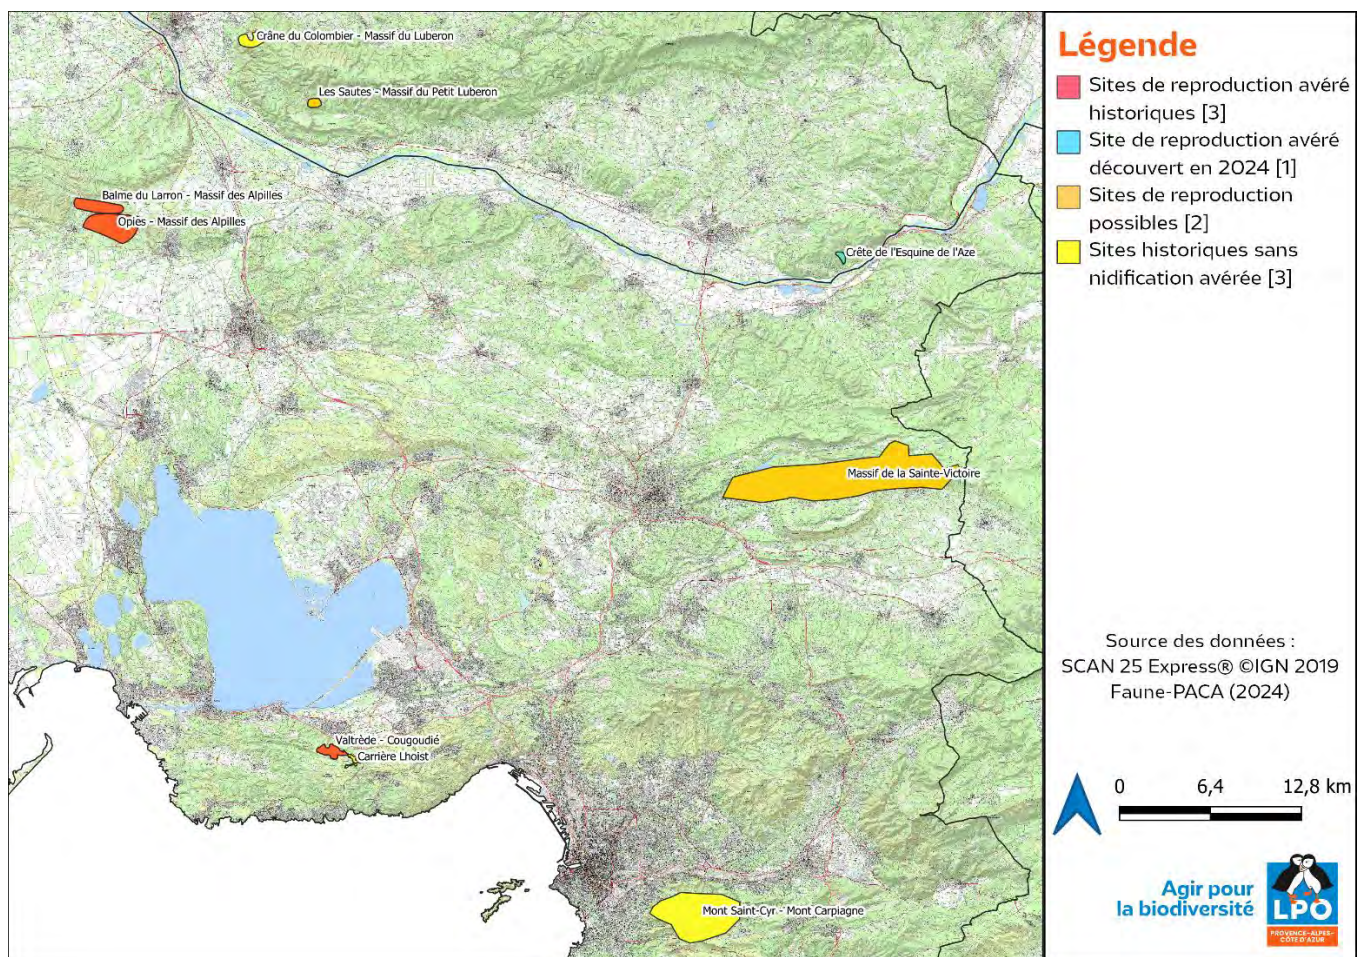 Crâne du Colombier - Massif du Luberon
Les Sautes - Massif du Petit Luberon
Balme du Larron - Massif des Alpilles
Opiès - Massif des Alpilles
Crête de l'Esquine de l'Aze
Massif de la Sainte-Victoire
Valtrède - Cougoudié
Carrière Lhoist
Mont Saint-Cyr - Mont Carpiagne
Légende
Sites de reproduction avéré
historiques [3]
Site de reproduction avéré
découvert en 2024 [1]
Sites de reproduction
possibles [2]
Sites historiques sans
nidification avérée [3]
Source des données :
SCAN 25 Express® ©IGN 2019
Faune-PACA (2024)
0 6,4 12,8 km
Agir pour
la biodiversité
LPO
PROVENCE-ALPES-
CÔTE D'AZUR